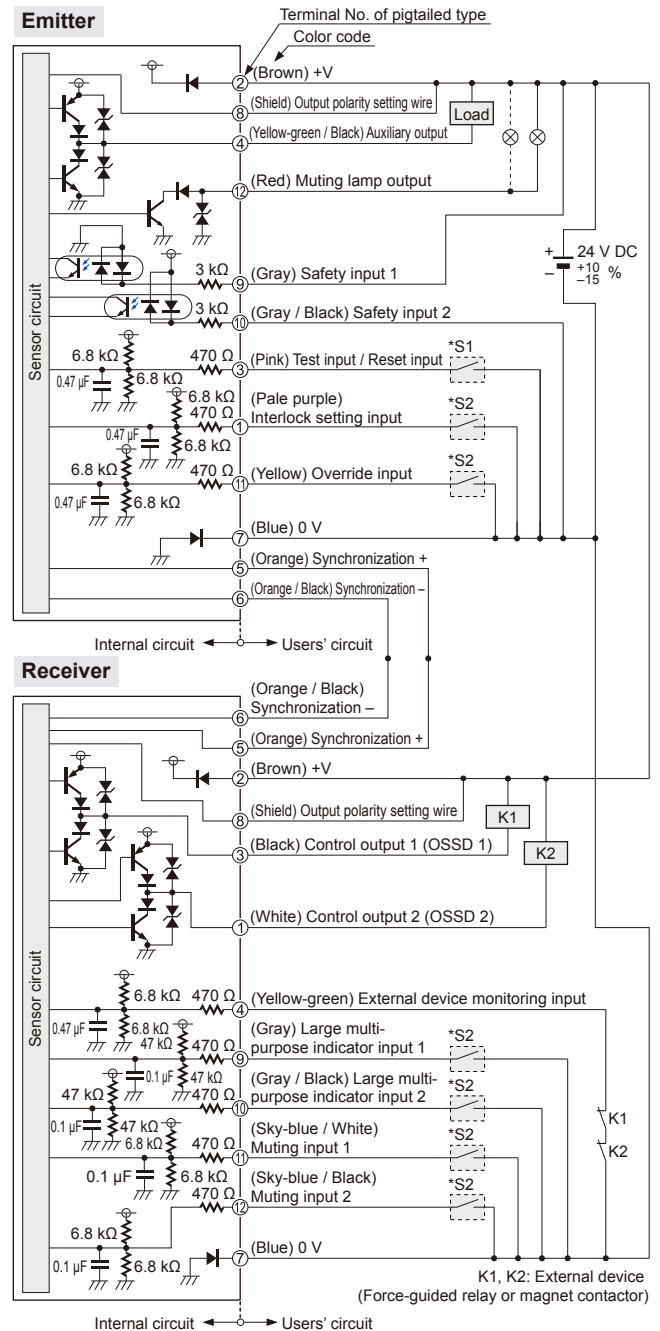 Emitter
Terminal No. of pigtailed type
Color code
② (Brown) +V
⑧ (Shield) Output polarity setting wire
Load
④ (Yellow-green / Black) Auxiliary output
⑫ (Red) Muting lamp output
+ 24 V DC
– +10 –15 %
3 kΩ ⑨ (Gray) Safety input 1
3 kΩ ⑩ (Gray / Black) Safety input 2
Sensor circuit
6.8 kΩ 470 Ω ③ (Pink) Test input / Reset input *S1
0.47 µF 6.8 kΩ
6.8 kΩ (Pale purple)
470 Ω ① Interlock setting input *S2
0.47 µF 6.8 kΩ
6.8 kΩ 470 Ω ⑪ (Yellow) Override input *S2
0.47 µF 6.8 kΩ
⑦ (Blue) 0 V
⑤ (Orange) Synchronization +
⑥ (Orange / Black) Synchronization –
Internal circuit Users' circuit
Receiver
(Orange / Black)
⑥ Synchronization –
⑤ (Orange) Synchronization +
② (Brown) +V
⑧ (Shield) Output polarity setting wire
K1
③ (Black) Control output 1 (OSSD 1)
K2
① (White) Control output 2 (OSSD 2)
Sensor circuit
6.8 kΩ 470 Ω ④ (Yellow-green) External device monitoring input
0.47 µF 6.8 kΩ
47 kΩ 470 Ω (Gray) Large multi-
⑨ purpose indicator input 1 *S2
0.1 µF 47 kΩ
47 kΩ 470 Ω (Gray / Black) Large multi-
⑩ purpose indicator input 2 *S2
0.1 µF 47 kΩ
6.8 kΩ 470 Ω (Sky-blue / White)
⑪ Muting input 1 *S2
0.1 µF 6.8 kΩ
470 Ω (Sky-blue / Black)
⑫ Muting input 2 *S2
6.8 kΩ
0.1 µF 6.8 kΩ
K1
K2
⑦ (Blue) 0 V
K1, K2: External device
(Force-guided relay or magnet contactor)
Internal circuit Users' circuit